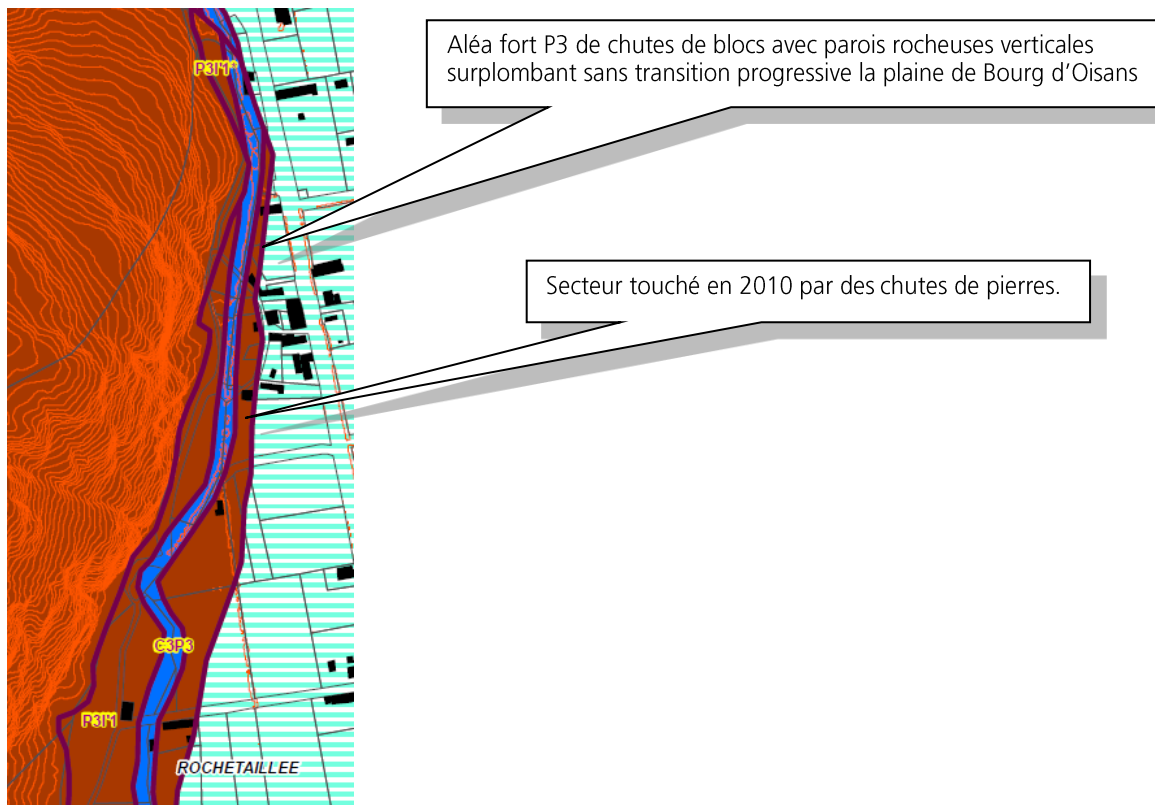 P3I'1*
Aléa fort P3 de chutes de blocs avec parois rocheuses verticales
surplombant sans transition progressive la plaine de Bourg d'Oisans
Secteur touché en 2010 par des chutes de pierres.
C3P3
P3I'1
ROCHETAILLEE